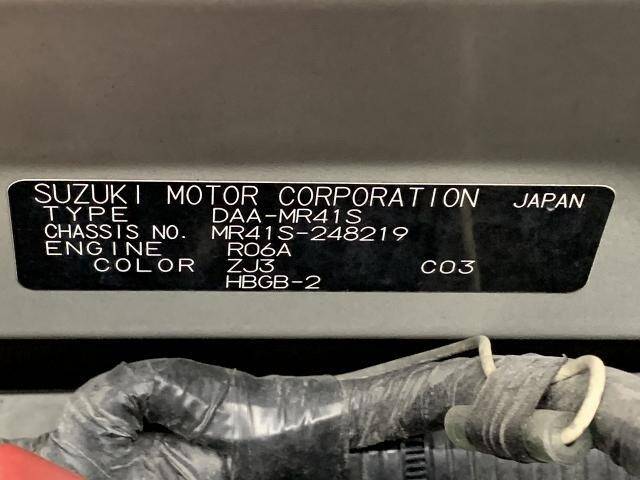 SUZUKI MOTOR CORPORATION JAPAN
TYPE DAA-MR41S
CHASSIS NO. MR41S-248219
ENGINE R06A
COLOR ZJ3 C03
HBGB-2